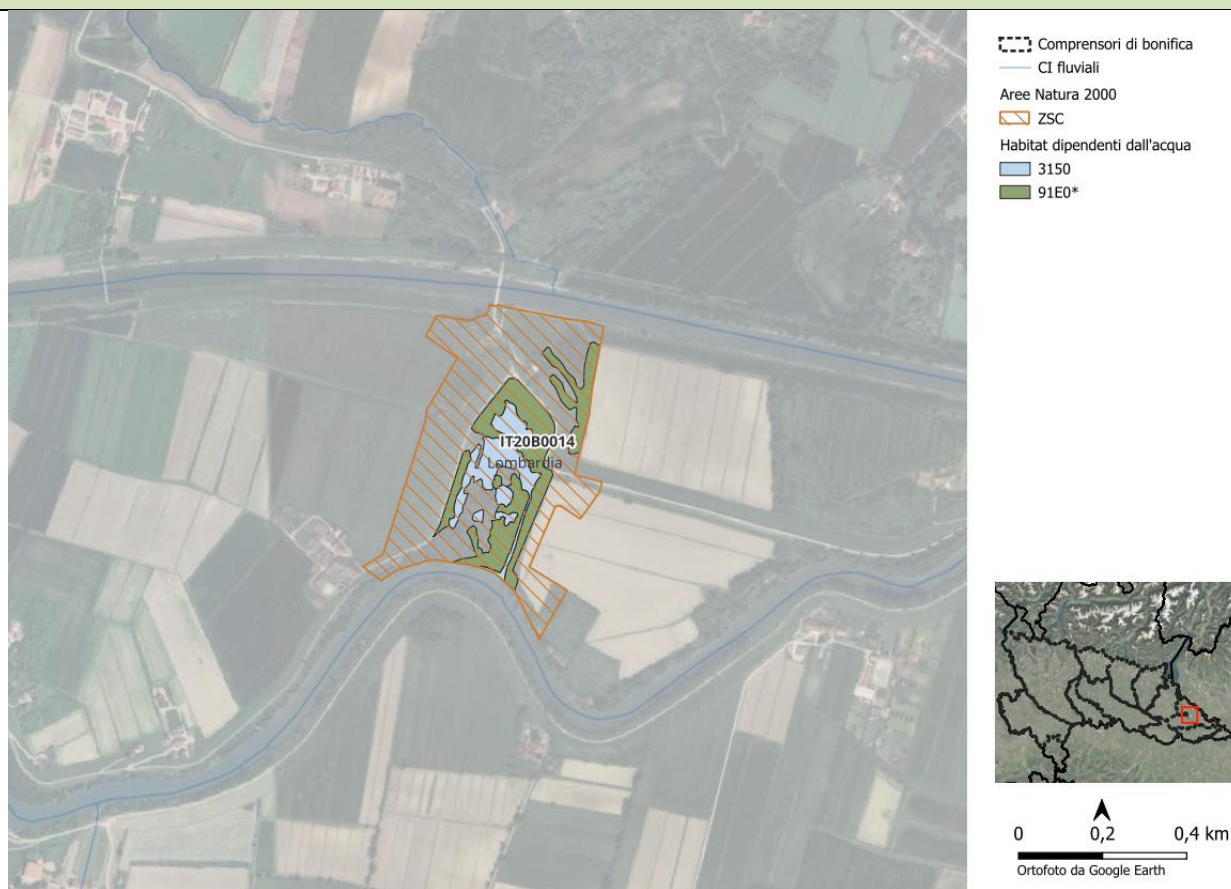 Comprensori di bonifica
CI fluviali
Aree Natura 2000
ZSC
Habitat dipendenti dall'acqua
3150
91E0*
IT20B0014
Lombardia
0 0,2 0,4 km
Ortofoto da Google Earth